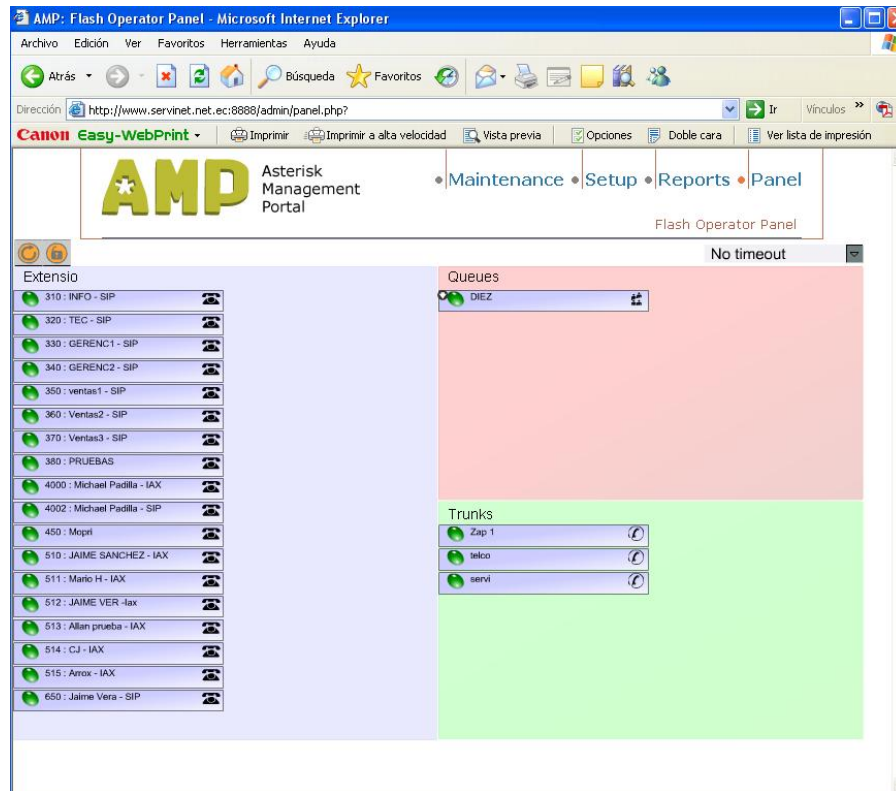 AMP: Flash Operator Panel - Microsoft Internet Explorer
Archivo Edición Ver Favoritos Herramientas Ayuda
Atrás Búsqueda Favoritos
Dirección http://www.servinet.net.ec:8888/admin/panel.php? Ir Vínculos »
Canon Easy-WebPrint Imprimir Imprimir a alta velocidad Vista previa Opciones Doble cara Ver lista de impresión
AMP Asterisk Management Portal
Maintenance Setup Reports Panel
Flash Operator Panel
No timeout
Extensio
310 : INFO - SIP
320 : TEC - SIP
330 : GERENC1 - SIP
340 : GERENC2 - SIP
350 : ventas1 - SIP
360 : Ventas2 - SIP
370 : Ventas3 - SIP
380 : PRUEBAS
4000 : Michael Padilla - IAX
4002 : Michael Padilla - SIP
450 : Mopri
510 : JAIME SANCHEZ - IAX
511 : Mario H - IAX
512 : JAIME VER -Iax
513 : Allan prueba - IAX
514 : CJ - IAX
515 : Arrox - IAX
650 : Jaime Vera - SIP
Queues
DIEZ
Trunks
Zap 1
telco
servi